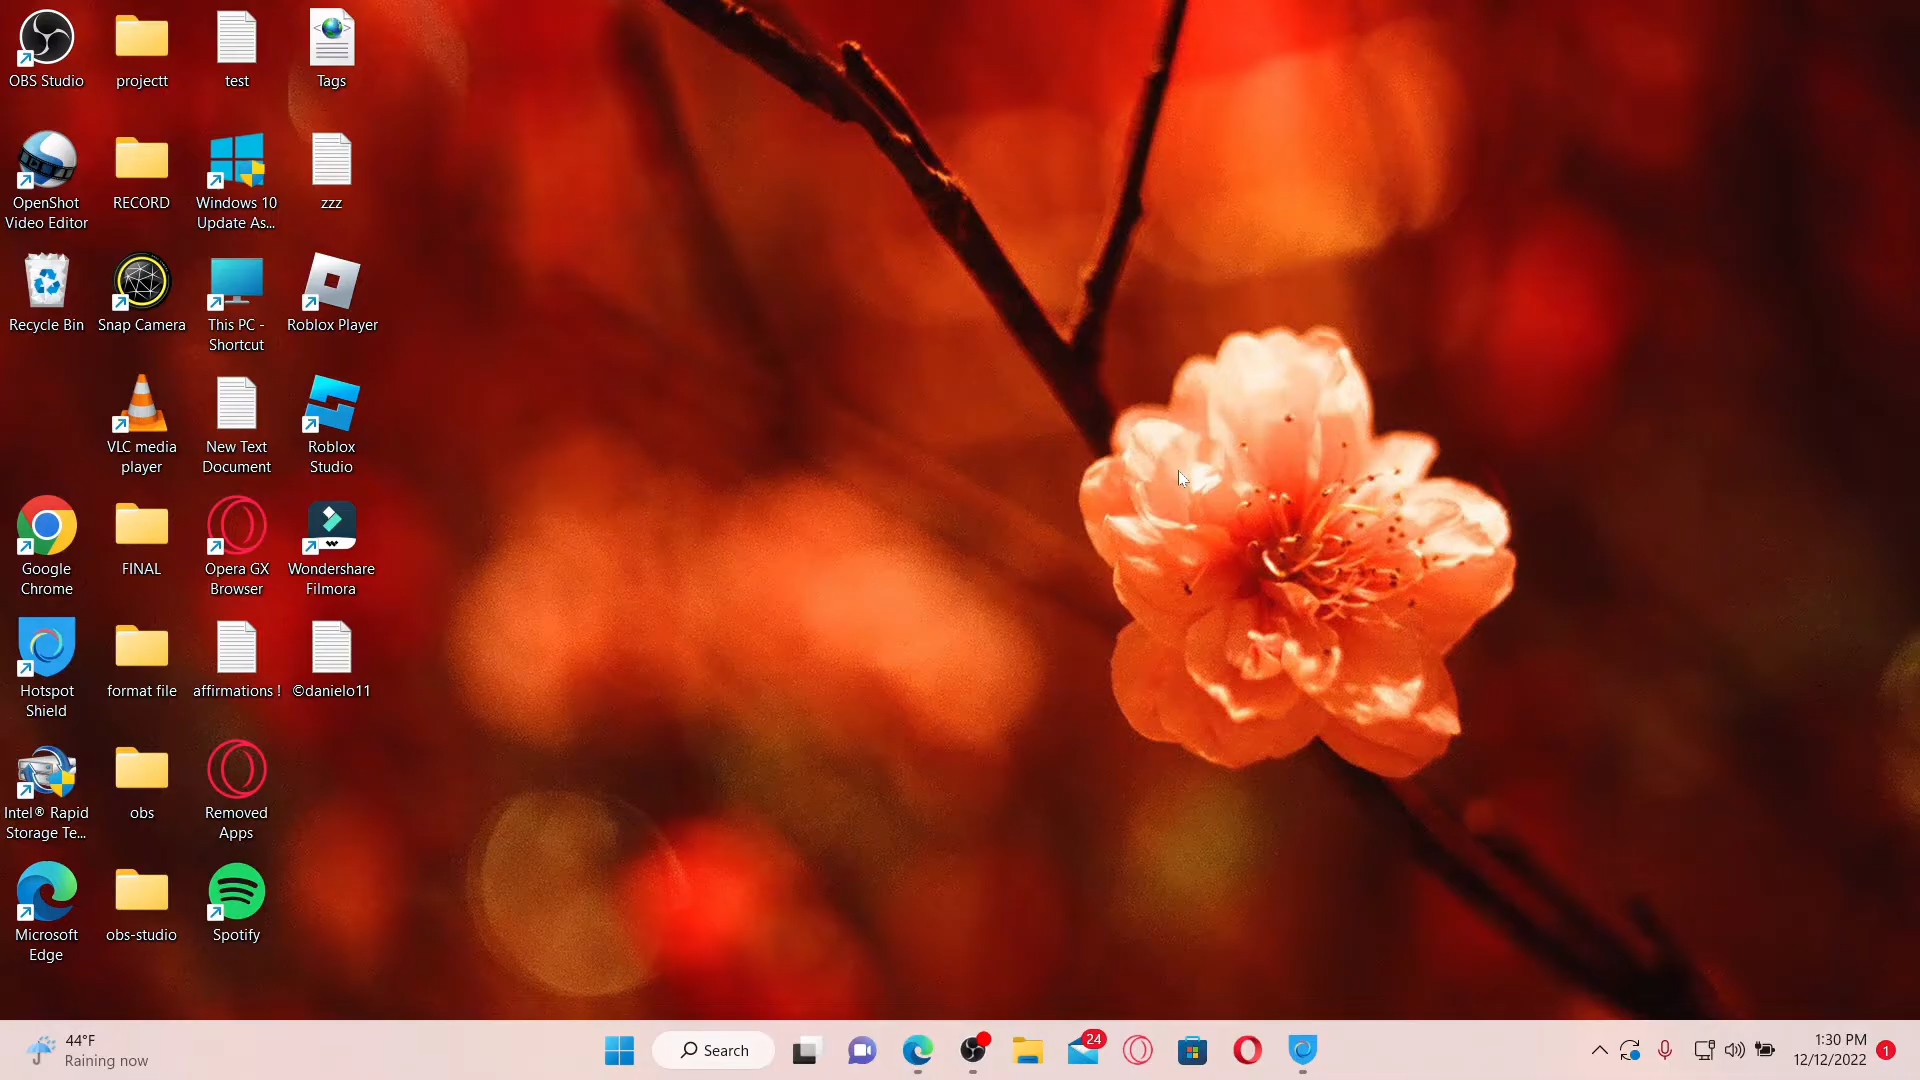 OBS Studio
projectt
test
Tags
OpenShot
Video Editor
RECORD
Windows 10
Update As...
zzz
Recycle Bin
Snap Camera
This PC -
Shortcut
Roblox Player
VLC media
player
New Text
Document
Roblox
Studio
Google
Chrome
FINAL
Opera GX
Browser
Wondershare
Filmora
Hotspot
Shield
format file
affirmations !
©danielo11
Intel® Rapid
Storage Te...
obs
Removed
Apps
Microsoft
Edge
obs-studio
Spotify
44°F
Raining now
Search
24
1:30 PM
12/12/2022
1